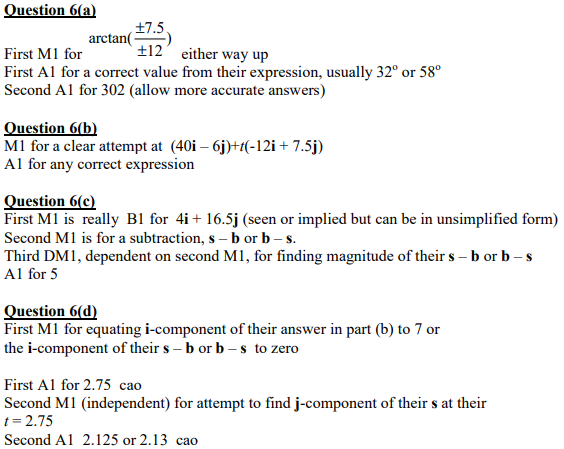 Question 6(a)
First M1 for arctan(±7.5/±12) either way up
First A1 for a correct value from their expression, usually 32° or 58°
Second A1 for 302 (allow more accurate answers)
Question 6(b)
M1 for a clear attempt at (40i – 6j)+t(-12i + 7.5j)
A1 for any correct expression
Question 6(c)
First M1 is really B1 for 4i + 16.5j (seen or implied but can be in unsimplified form)
Second M1 is for a subtraction, s – b or b – s.
Third DM1, dependent on second M1, for finding magnitude of their s – b or b – s
A1 for 5
Question 6(d)
First M1 for equating i-component of their answer in part (b) to 7 or
the i-component of their s – b or b – s to zero
First A1 for 2.75 cao
Second M1 (independent) for attempt to find j-component of their s at their
t = 2.75
Second A1 2.125 or 2.13 cao